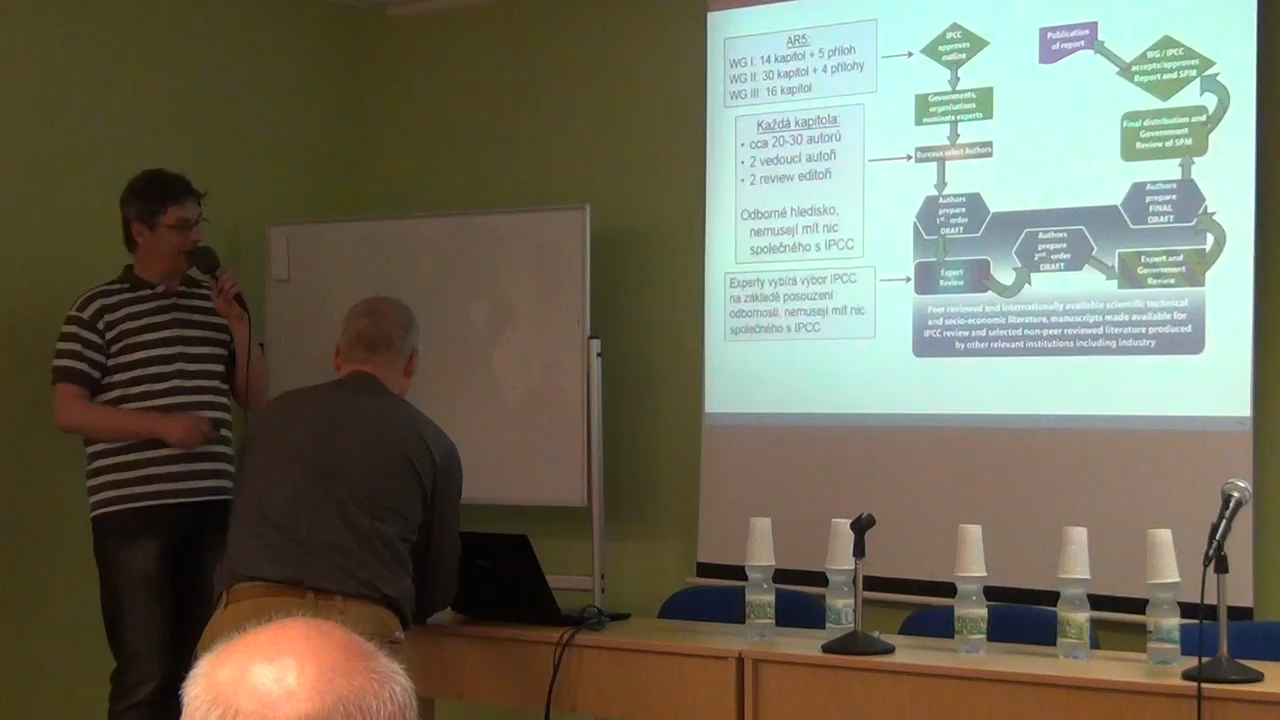 AR5:
WG I: 14 kapitol + 5 příloh
WG II: 30 kapitol + 4 přílohy
WG III: 16 kapitol
Každá kapitola:
• cca 20-30 autorů
• 2 vedoucí autoři
• 2 review editoři
Odborné hledisko,
nemusejí mít nic
společného s IPCC
Experty vybírá výbor IPCC
na základě posouzení
odbornosti, nemusejí mít nic
společného s IPCC
IPCC
approves
outline
Governments,
organisations
nominate experts
Bureaux select Authors
Authors
prepare
1st - order
DRAFT
Expert
Review
Authors
prepare
2nd - order
DRAFT
Expert and
Government
Review
Authors
prepare
FINAL
DRAFT
Final distribution and
Government
Review of SPM
WG / IPCC
accepts/approves
Report and SPM
Publication
of report
Peer reviewed and internationally available scientific technical
and socio-economic literature, manuscripts made available for
IPCC review and selected non-peer reviewed literature produced
by other relevant institutions including industry